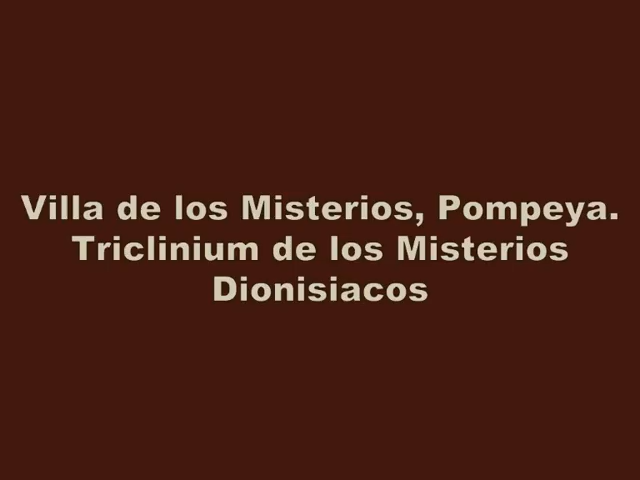 Villa de los Misterios, Pompeya.
Triclinium de los Misterios
Dionisiacos